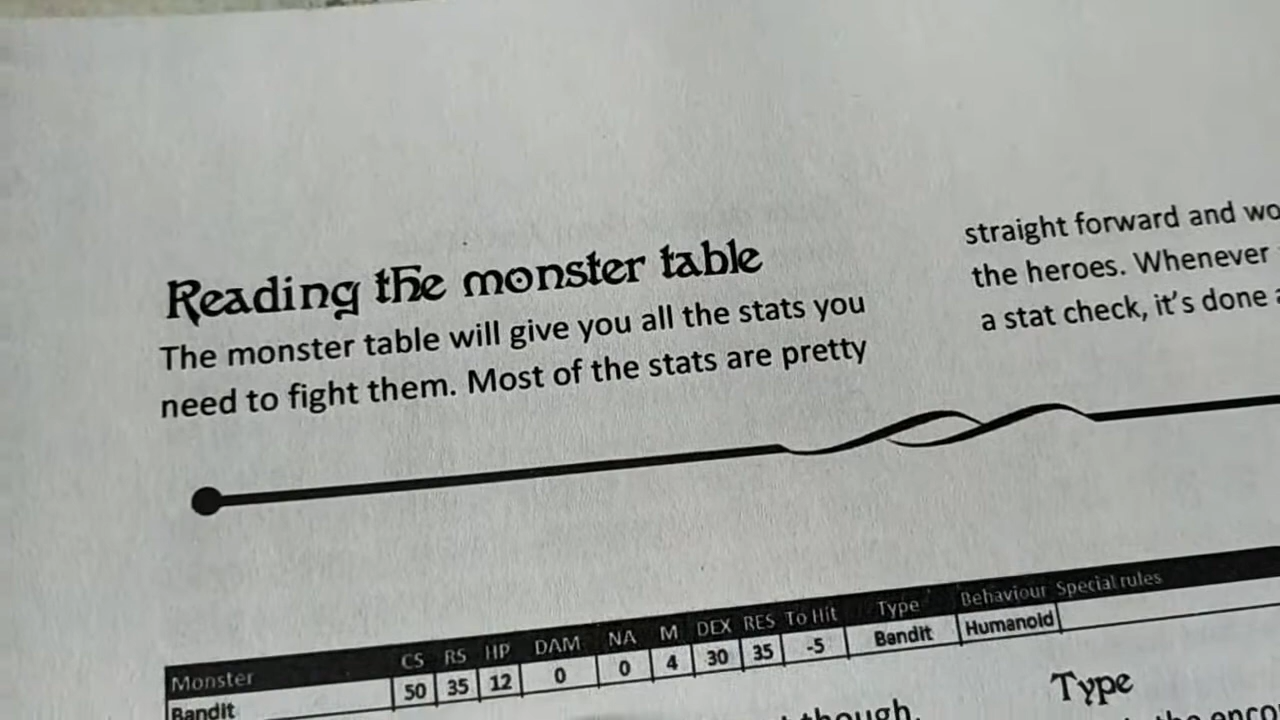 Reading the monster table
The monster table will give you all the stats you
need to fight them. Most of the stats are pretty
straight forward and
the heroes. Whenever
a stat check, it's done
Monster CS RS HP DAM NA M DEX RES To Hit Type Behaviour Special rules
Bandit 50 35 12 0 0 4 30 35 -5 Bandit Humanoid
though.
Type
the